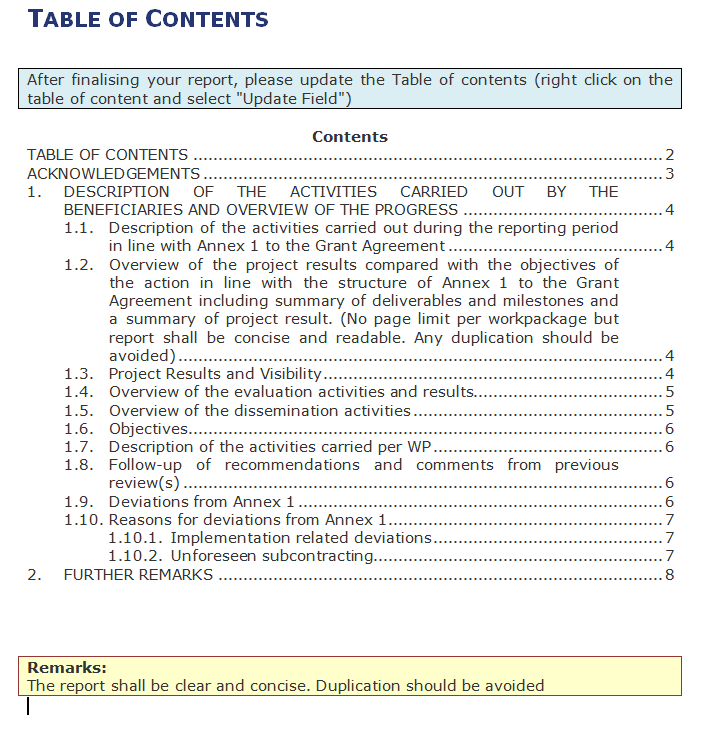 TABLE OF CONTENTS
After finalising your report, please update the Table of contents (right click on the
table of content and select "Update Field")
Contents
TABLE OF CONTENTS ............................................................ 2
ACKNOWLEDGEMENTS ............................................................ 3
1. DESCRIPTION OF THE ACTIVITIES CARRIED OUT BY THE
BENEFICIARIES AND OVERVIEW OF THE PROGRESS ........................ 4
1.1. Description of the activities carried out during the reporting period
in line with Annex 1 to the Grant Agreement ........................ 4
1.2. Overview of the project results compared with the objectives of
the action in line with the structure of Annex 1 to the Grant
Agreement including summary of deliverables and milestones and
a summary of project result. (No page limit per workpackage but
report shall be concise and readable. Any duplication should be
avoided) ............................................................ 4
1.3. Project Results and Visibility ........................................ 4
1.4. Overview of the evaluation activities and results .................... 5
1.5. Overview of the dissemination activities ............................ 5
1.6. Objectives ............................................................ 6
1.7. Description of the activities carried per WP ........................ 6
1.8. Follow-up of recommendations and comments from previous
review(s) ............................................................ 6
1.9. Deviations from Annex 1 ............................................ 6
1.10. Reasons for deviations from Annex 1 ................................ 7
1.10.1. Implementation related deviations ............................ 7
1.10.2. Unforeseen subcontracting .................................... 7
2. FURTHER REMARKS ........................................................ 8
Remarks:
The report shall be clear and concise. Duplication should be avoided